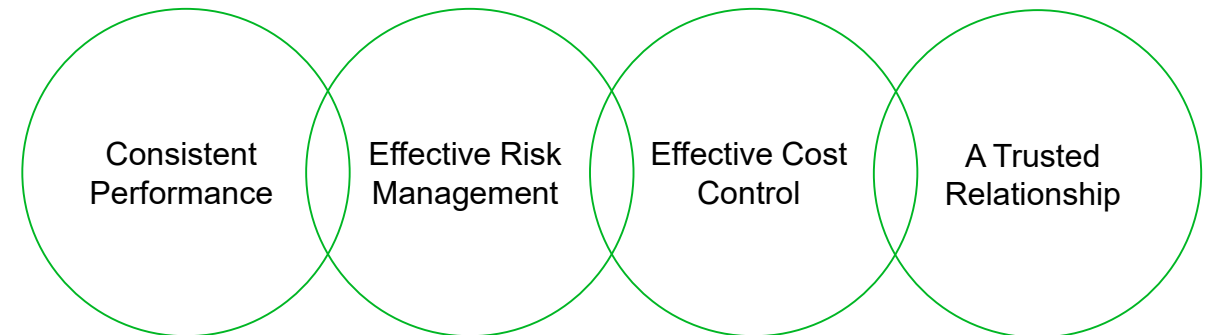 Consistent
Performance
Effective Risk
Management
Effective Cost
Control
A Trusted
Relationship